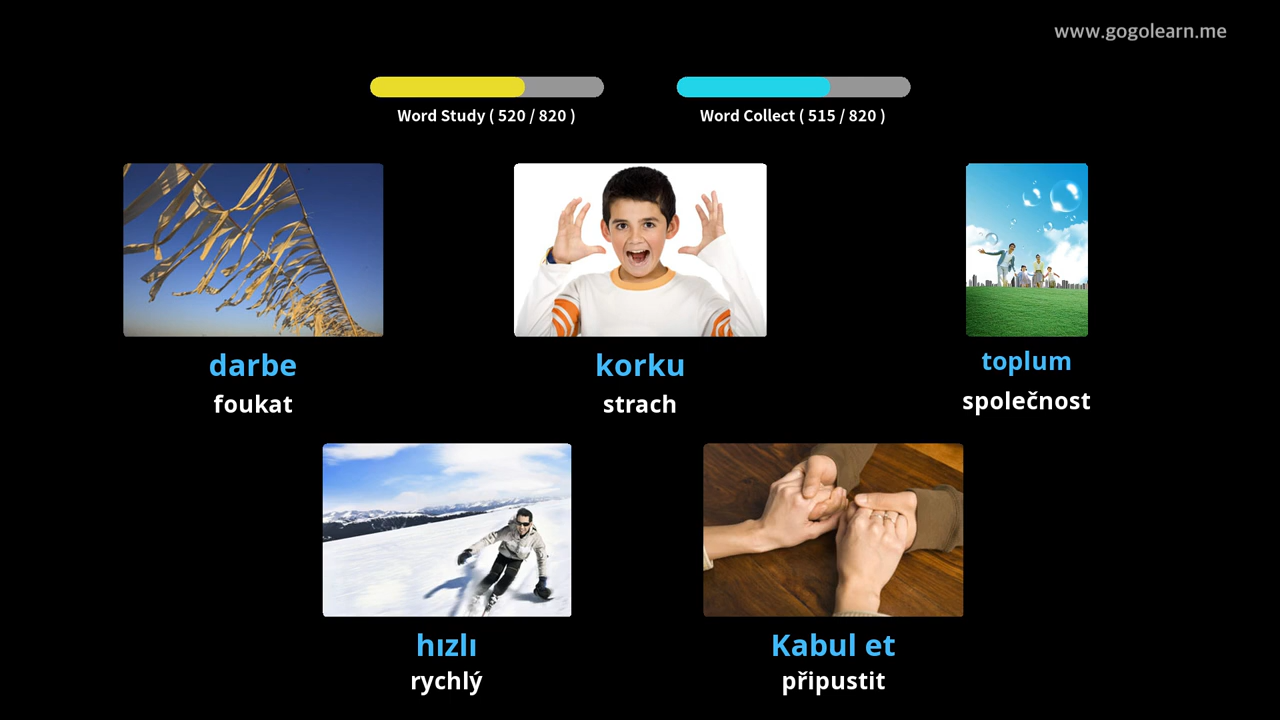 www.gogolearn.me
Word Study ( 520 / 820 )
Word Collect ( 515 / 820 )
darbe
foukat
korku
strach
toplum
společnost
hızlı
rychlý
Kabul et
připustit